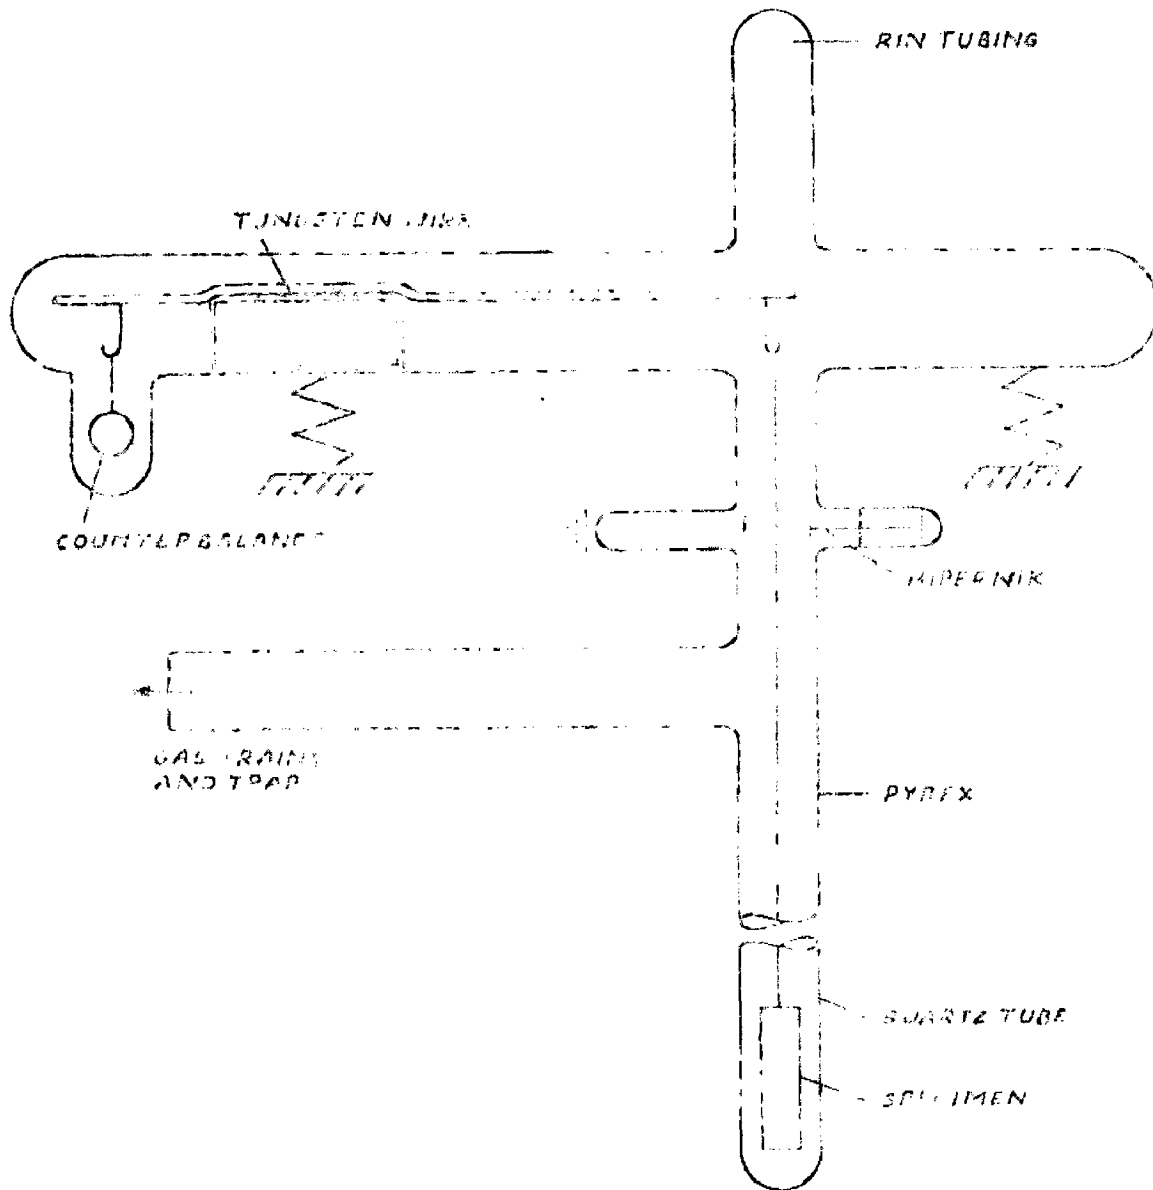 RIN TUBING
TUNGSTEN WIRE
COUNTERBALANCE
HIPERNIK
GAS TRAINS
AND TRAP
PYREX
QUARTZ TUBE
SPECIMEN